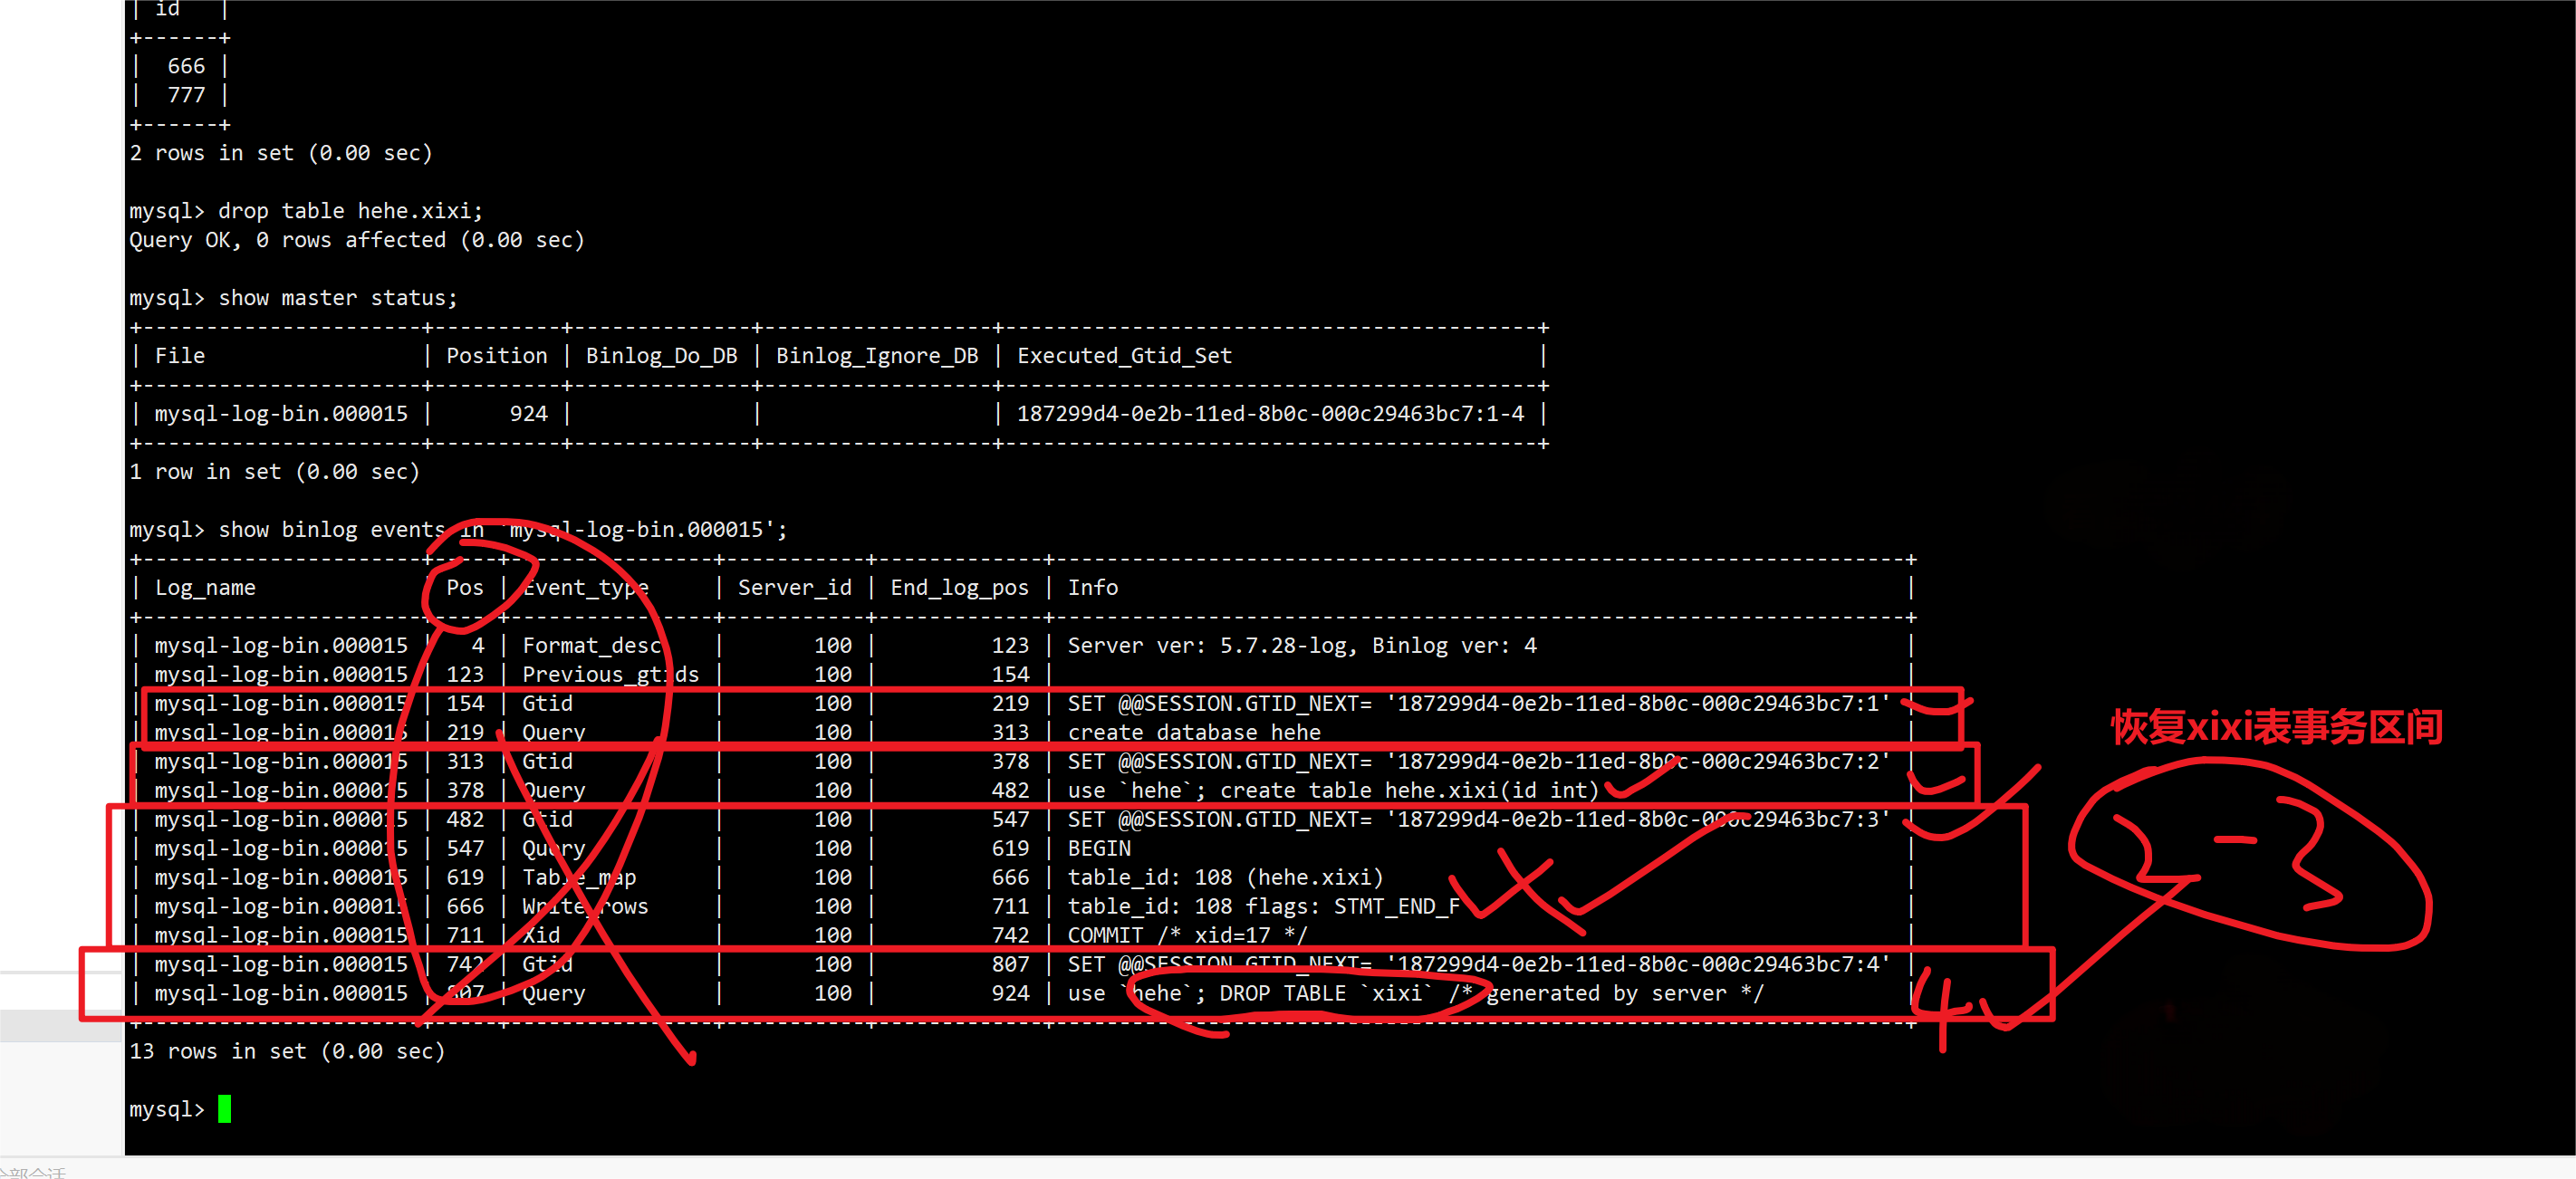 | id   |
+------+
|  666 |
|  777 |
+------+
2 rows in set (0.00 sec)
mysql> drop table hehe.xixi;
Query OK, 0 rows affected (0.00 sec)
mysql> show master status;
+----------------------+----------+--------------+------------------+------------------------------------------+
| File                 | Position | Binlog_Do_DB | Binlog_Ignore_DB | Executed_Gtid_Set                        |
+----------------------+----------+--------------+------------------+------------------------------------------+
| mysql-log-bin.000015 |      924 |              |                  | 187299d4-0e2b-11ed-8b0c-000c29463bc7:1-4 |
+----------------------+----------+--------------+------------------+------------------------------------------+
1 row in set (0.00 sec)
mysql> show binlog events in 'mysql-log-bin.000015';
+----------------------+-----+----------------+-----------+-------------+-------------------------------------------------------------------+
| Log_name             | Pos | Event_type     | Server_id | End_log_pos | Info                                                              |
+----------------------+-----+----------------+-----------+-------------+-------------------------------------------------------------------+
| mysql-log-bin.000015 |   4 | Format_desc    |       100 |         123 | Server ver: 5.7.28-log, Binlog ver: 4                             |
| mysql-log-bin.000015 | 123 | Previous_gtids |       100 |         154 |                                                                   |
| mysql-log-bin.000015 | 154 | Gtid           |       100 |         219 | SET @@SESSION.GTID_NEXT= '187299d4-0e2b-11ed-8b0c-000c29463bc7:1' |
| mysql-log-bin.000015 | 219 | Query          |       100 |         313 | create database hehe                                              |
| mysql-log-bin.000015 | 313 | Gtid           |       100 |         378 | SET @@SESSION.GTID_NEXT= '187299d4-0e2b-11ed-8b0c-000c29463bc7:2' |
| mysql-log-bin.000015 | 378 | Query          |       100 |         482 | use `hehe`; create table hehe.xixi(id int)                        |
| mysql-log-bin.000015 | 482 | Gtid           |       100 |         547 | SET @@SESSION.GTID_NEXT= '187299d4-0e2b-11ed-8b0c-000c29463bc7:3' |
| mysql-log-bin.000015 | 547 | Query          |       100 |         619 | BEGIN                                                             |
| mysql-log-bin.000015 | 619 | Table_map      |       100 |         666 | table_id: 108 (hehe.xixi)                                         |
| mysql-log-bin.000015 | 666 | Write_rows     |       100 |         711 | table_id: 108 flags: STMT_END_F                                   |
| mysql-log-bin.000015 | 711 | Xid            |       100 |         742 | COMMIT /* xid=17 */                                               |
| mysql-log-bin.000015 | 742 | Gtid           |       100 |         807 | SET @@SESSION.GTID_NEXT= '187299d4-0e2b-11ed-8b0c-000c29463bc7:4' |
| mysql-log-bin.000015 | 807 | Query          |       100 |         924 | use `hehe`; DROP TABLE `xixi` /* generated by server */           |
+----------------------+-----+----------------+-----------+-------------+-------------------------------------------------------------------+
13 rows in set (0.00 sec)
mysql>
恢复xixi表事务区间
2-3
4